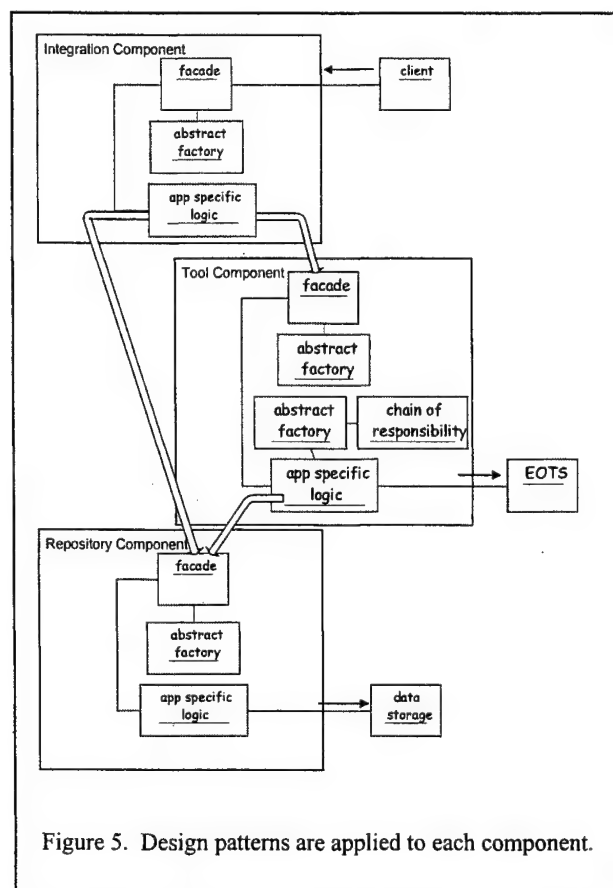 Integration Component
facade
client
abstract
factory
app specific
logic
Tool Component
facade
abstract
factory
abstract
factory
chain of
responsibility
app specific
logic
EOTS
Repository Component
facade
abstract
factory
app specific
logic
data
storage
Figure 5. Design patterns are applied to each component.